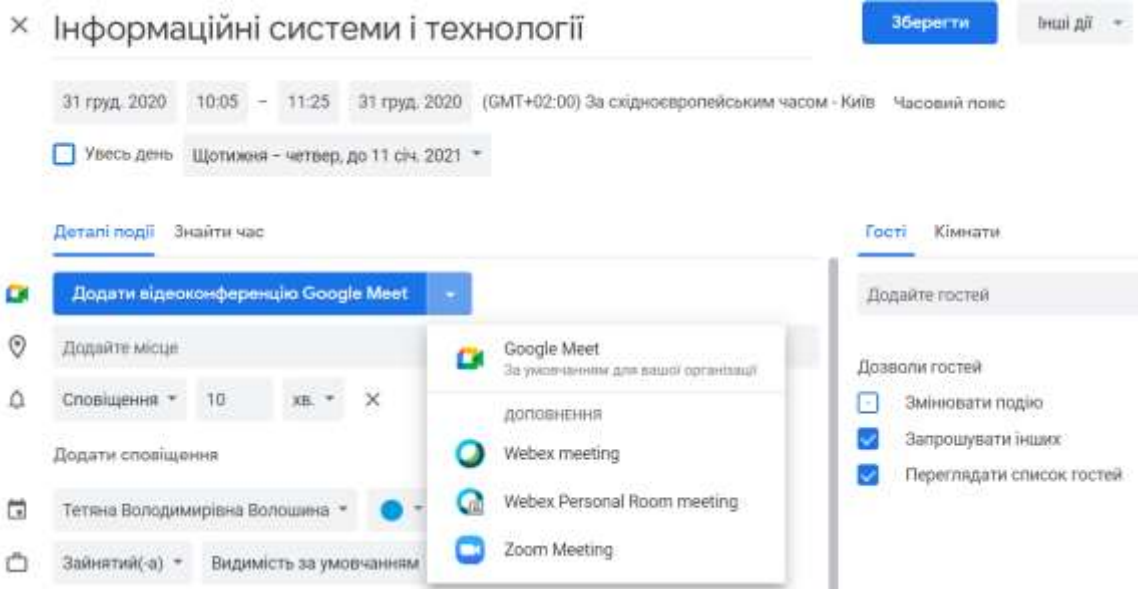 Інформаційні системи і технології
Зберегти
Інші дії
31 груд. 2020 10:05 – 11:25 31 груд. 2020 (GMT+02:00) За східноєвропейським часом - Київ Часовий пояс
Увесь день Щотижня – четвер, до 11 січ. 2021
Деталі події Знайти час
Гості Кімнати
Додати відеоконференцію Google Meet
Додайте гостей
Додайте місце
Google Meet
За умовчанням для вашої організації
Дозволи гостей
Сповіщення 10 хв.
Змінювати подію
ДОПОВНЕННЯ
Запрошувати інших
Додати сповіщення
Webex meeting
Переглядати список гостей
Тетяна Володимирівна Волошина
Webex Personal Room meeting
Зайнятий(-а) Видимість за умовчанням
Zoom Meeting